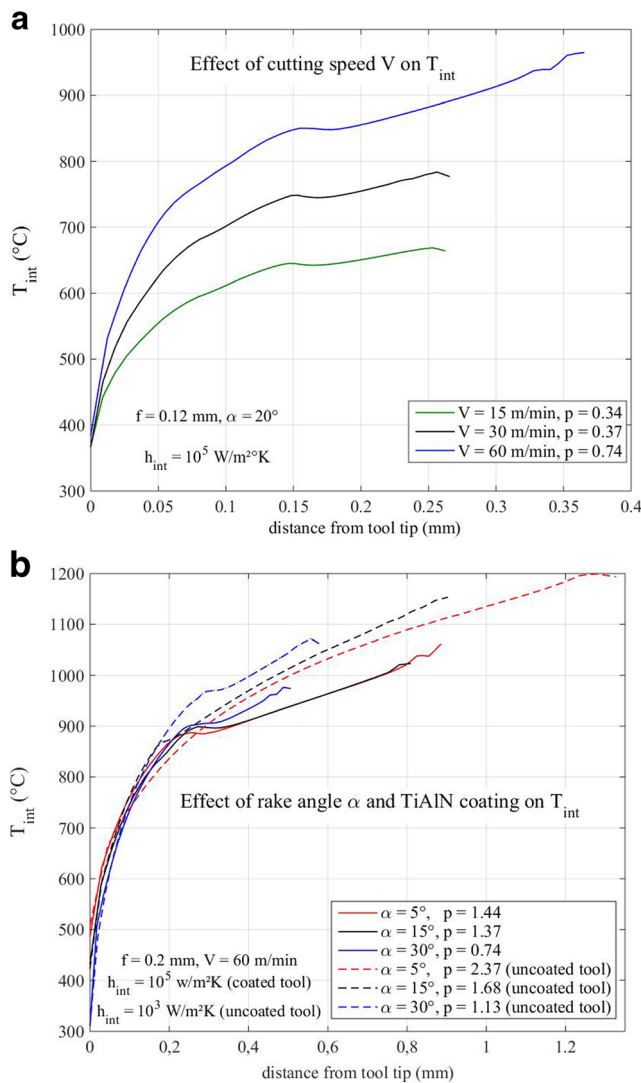 a
Effect of cutting speed V on T_int
1000
900
800
700
600
500
400
300
T_int (°C)
f = 0.12 mm, α = 20°
h_int = 10⁵ W/m²°K
V = 15 m/min, p = 0.34
V = 30 m/min, p = 0.37
V = 60 m/min, p = 0.74
0 0.05 0.1 0.15 0.2 0.25 0.3 0.35 0.4
distance from tool tip (mm)
b
1200
1100
1000
900
800
700
600
500
400
300
T_int (°C)
Effect of rake angle α and TiAlN coating on T_int
f = 0.2 mm, V = 60 m/min
h_int = 10⁵ w/m²K (coated tool)
h_int = 10³ W/m²K (uncoated tool)
α = 5°, p = 1.44
α = 15°, p = 1.37
α = 30°, p = 0.74
α = 5°, p = 2.37 (uncoated tool)
α = 15°, p = 1.68 (uncoated tool)
α = 30°, p = 1.13 (uncoated tool)
0 0,2 0,4 0,6 0,8 1 1.2
distance from tool tip (mm)